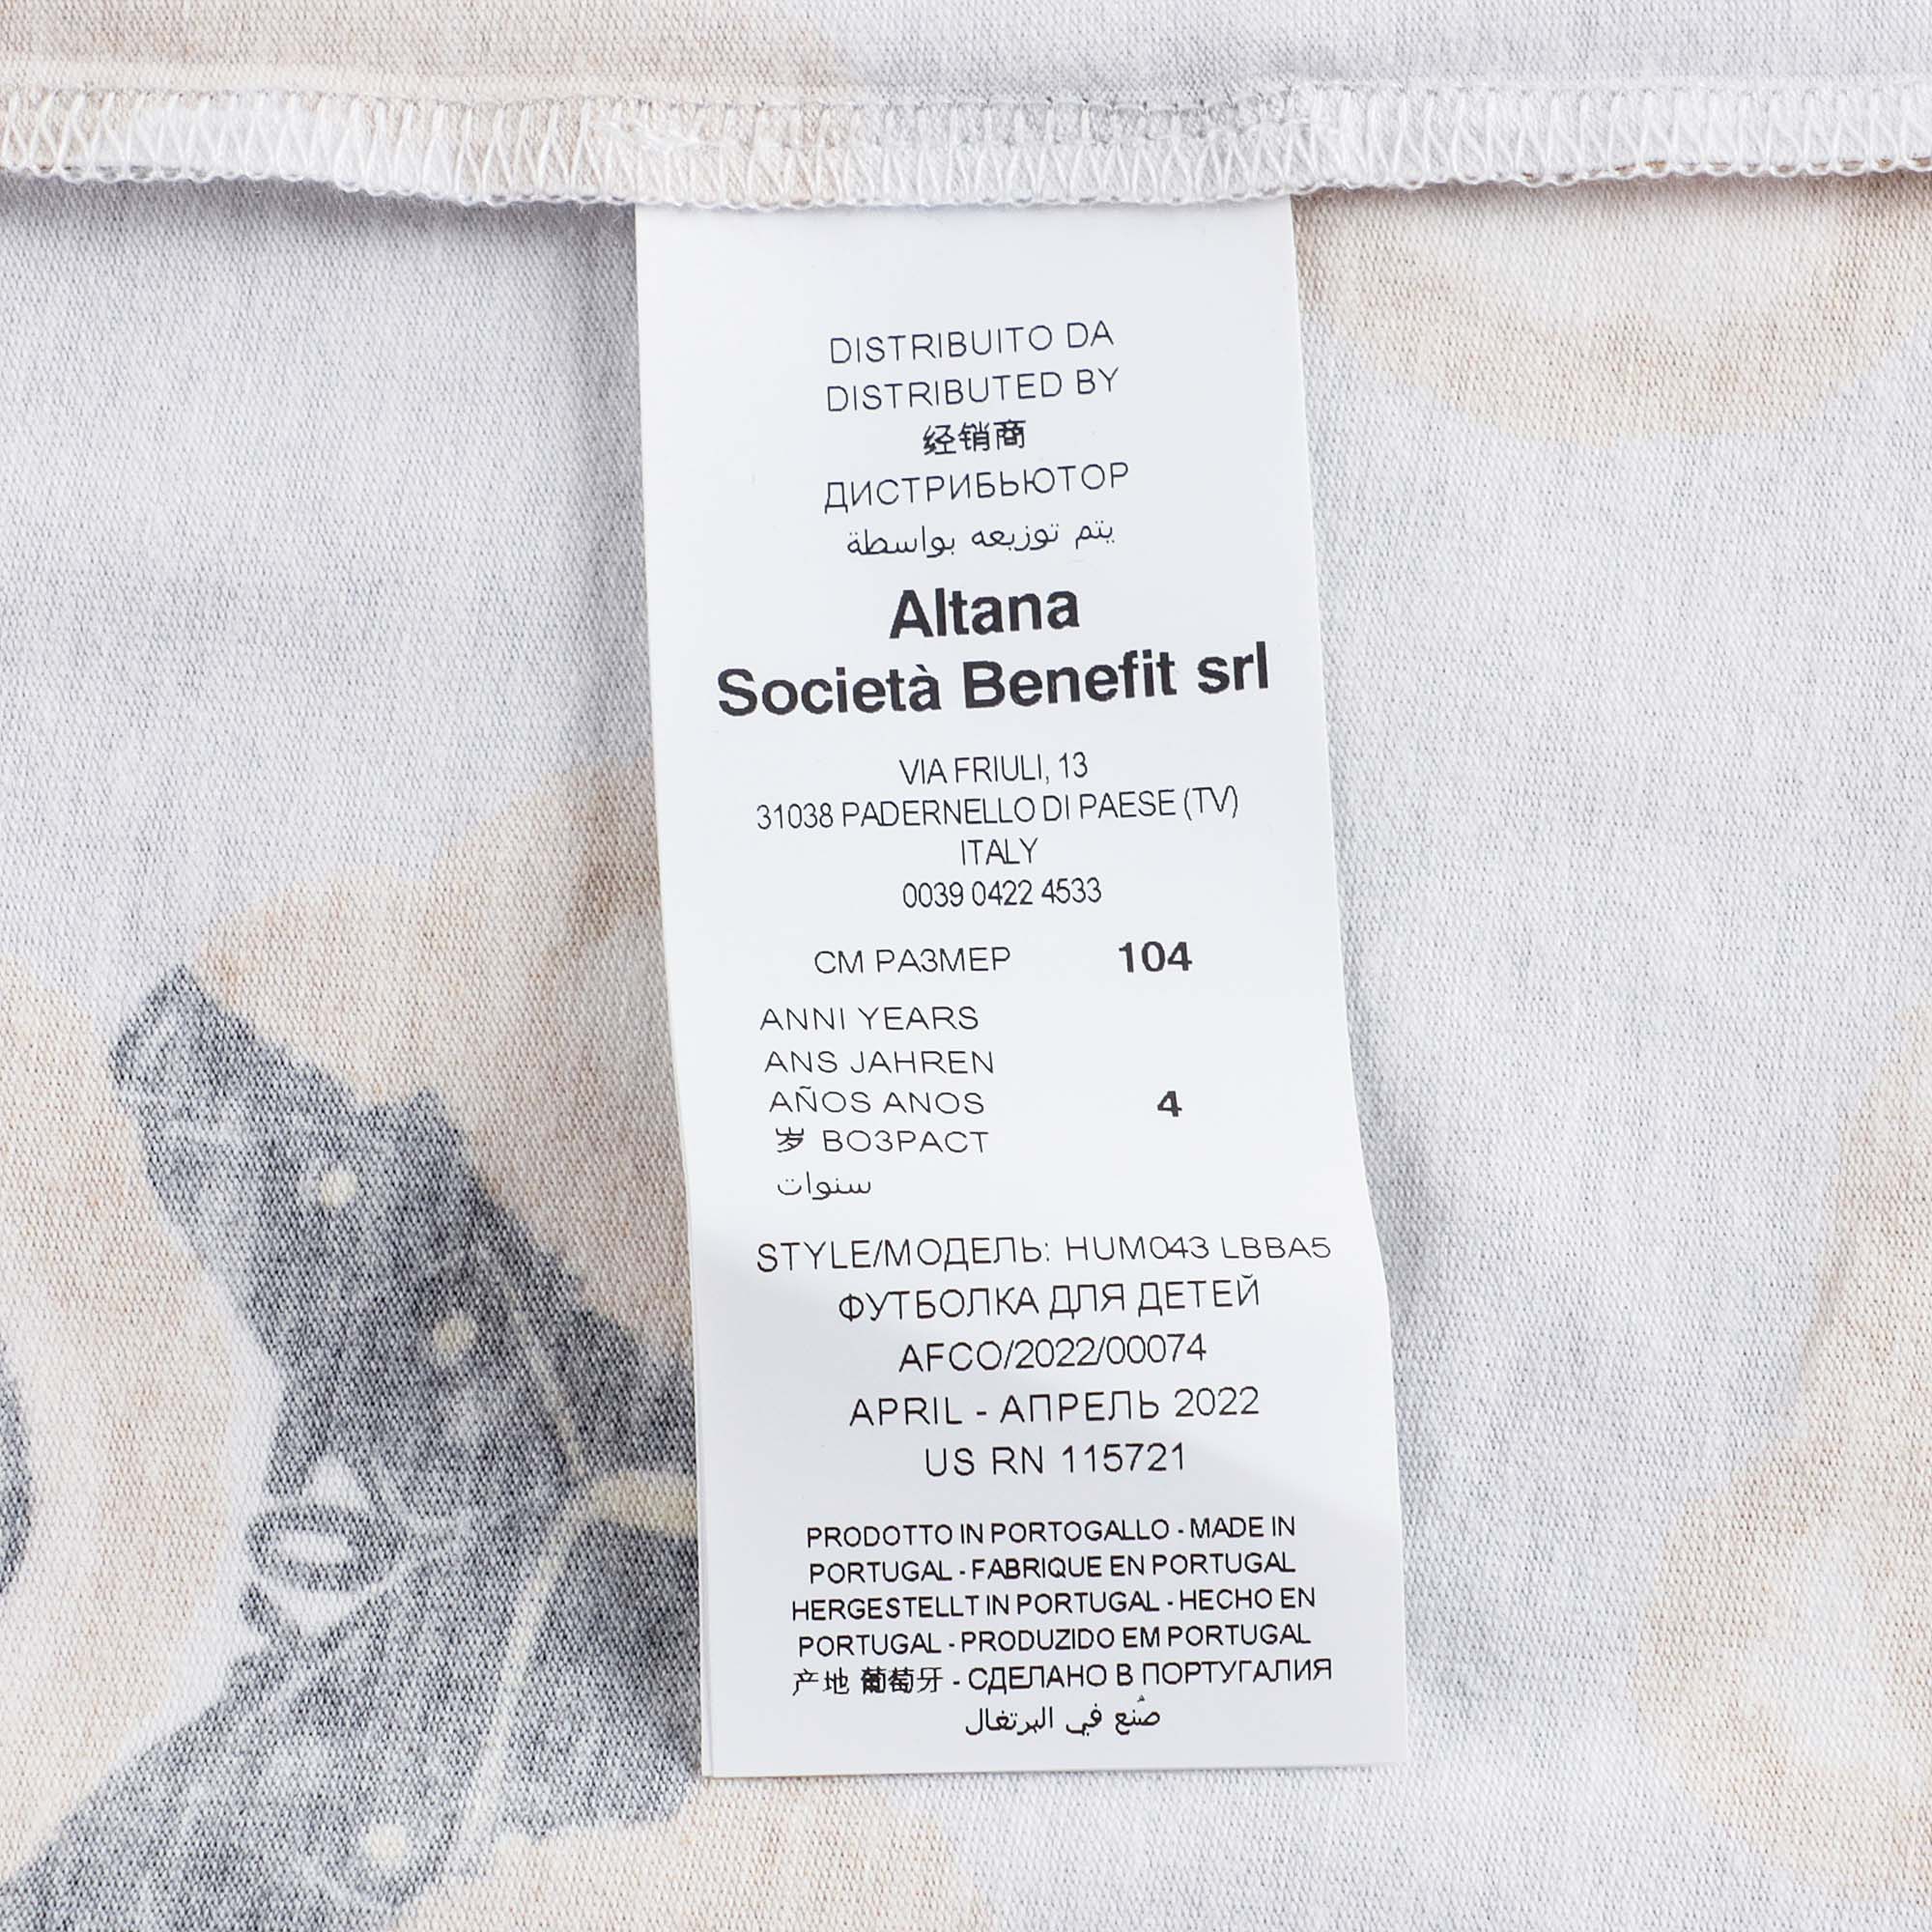 DISTRIBUITO DA
DISTRIBUTED BY
经销商
ДИСТРИБЬЮТОР
يتم توزيعه بواسطة
Altana
Società Benefit srl
VIA FRIULI, 13
31038 PADERNELLO DI PAESE (TV)
ITALY
0039 0422 4533
СМ РАЗМЕР 104
ANNI YEARS
ANS JAHREN
AÑOS ANOS 4
岁 ВОЗРАСТ
سنوات
STYLE/МОДЕЛЬ: HUM043 LBBA5
ФУТБОЛКА ДЛЯ ДЕТЕЙ
AFCO/2022/00074
APRIL - АПРЕЛЬ 2022
US RN 115721
PRODOTTO IN PORTOGALLO - MADE IN
PORTUGAL - FABRIQUE EN PORTUGAL
HERGESTELLT IN PORTUGAL - HECHO EN
PORTUGAL - PRODUZIDO EM PORTUGAL
产地 葡萄牙 - СДЕЛАНО В ПОРТУГАЛИЯ
صُنع في البرتغال